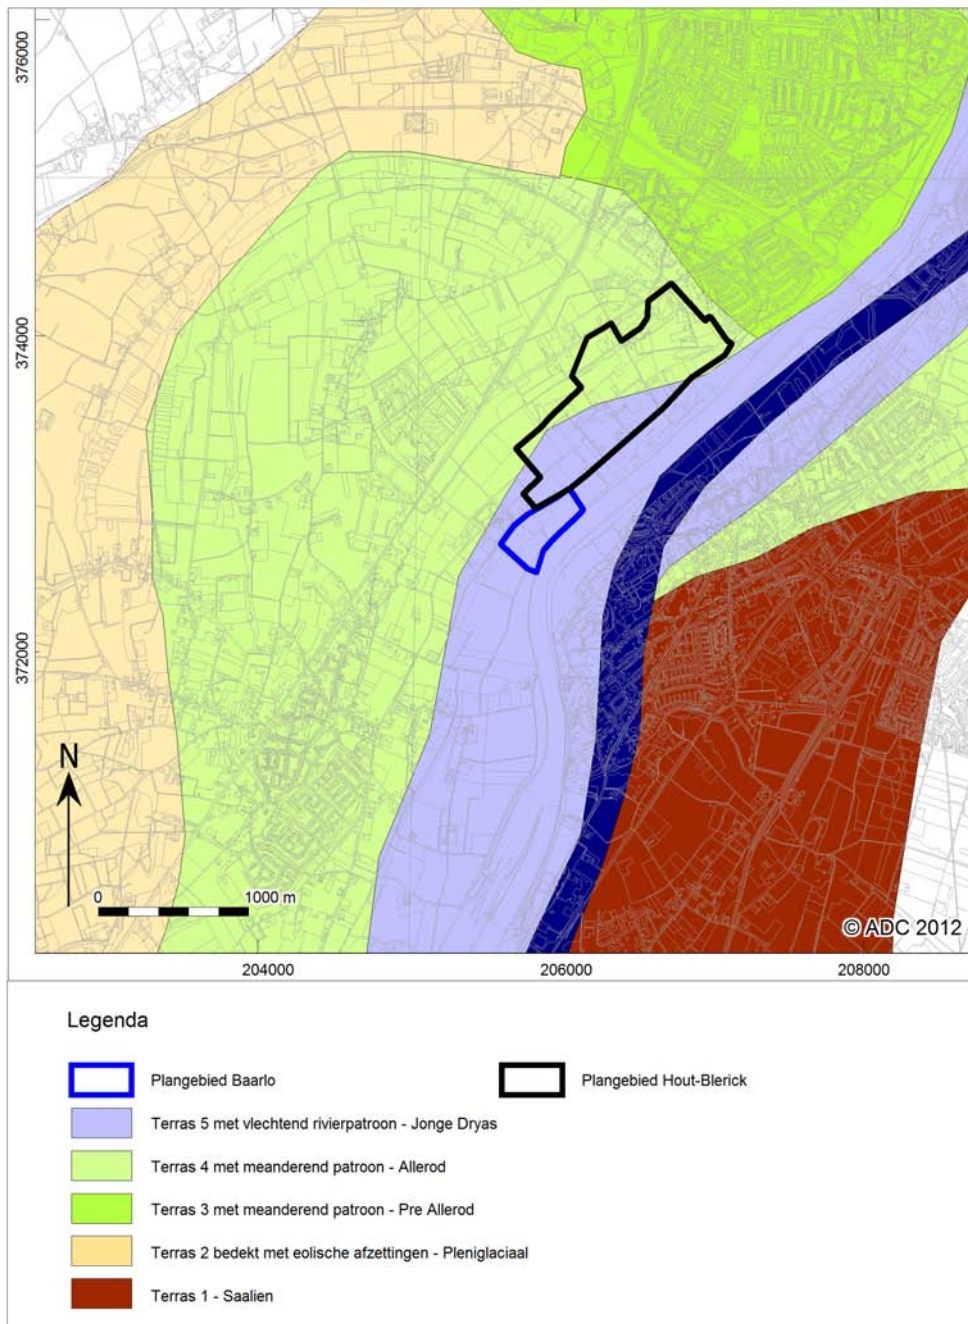 376000
374000
372000
N
0 1000 m
© ADC 2012
204000 206000 208000
Legenda
Plangebied Baarlo Plangebied Hout-Blerick
Terras 5 met vlechtend rivierpatroon - Jonge Dryas
Terras 4 met meanderend patroon - Allerod
Terras 3 met meanderend patroon - Pre Allerod
Terras 2 bedekt met eolische afzettingen - Pleniglaciaal
Terras 1 - Saalien